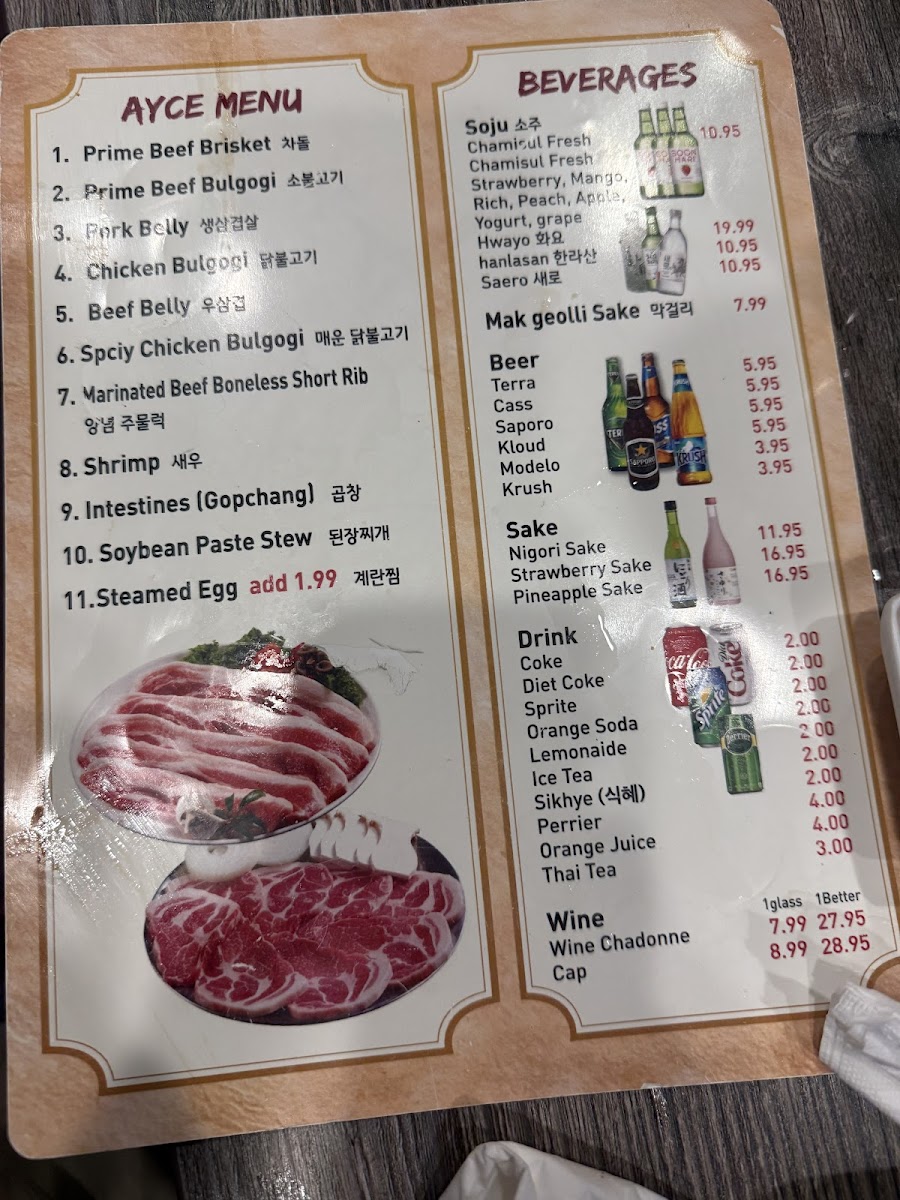 AYCE MENU
1. Prime Beef Brisket 차돌
2. Prime Beef Bulgogi 소불고기
3. Pork Belly 생삼겹살
4. Chicken Bulgogi 닭불고기
5. Beef Belly 우삼겹
6. Spciy Chicken Bulgogi 매운 닭불고기
7. Marinated Beef Boneless Short Rib
양념 주물럭
8. Shrimp 새우
9. Intestines (Gopchang) 곱창
10. Soybean Paste Stew 된장찌개
11.Steamed Egg add 1.99 계란찜
BEVERAGES
Soju 소주
Chamisul Fresh 10.95
Chamisul Fresh
Strawberry, Mango,
Rich, Peach, Apple,
Yogurt, grape
Hwayo 화요 19.99
hanlasan 한라산 10.95
Saero 새로 10.95
Mak geolli Sake 막걸리 7.99
Beer
Terra 5.95
Cass 5.95
Saporo 5.95
Kloud 5.95
Modelo 3.95
Krush 3.95
SAPPORO
KRUSH
Sake
Nigori Sake 11.95
Strawberry Sake 16.95
Pineapple Sake 16.95
Drink
Coke 2.00
Diet Coke 2.00
Sprite 2.00
Orange Soda 2.00
Lemonaide 2.00
Ice Tea 2.00
Sikhye (식혜) 2.00
Perrier 4.00
Orange Juice 4.00
Thai Tea 3.00
Coke
Sprite
Perrier
1glass 1Better
Wine
Wine Chadonne 7.99 27.95
Cap 8.99 28.95